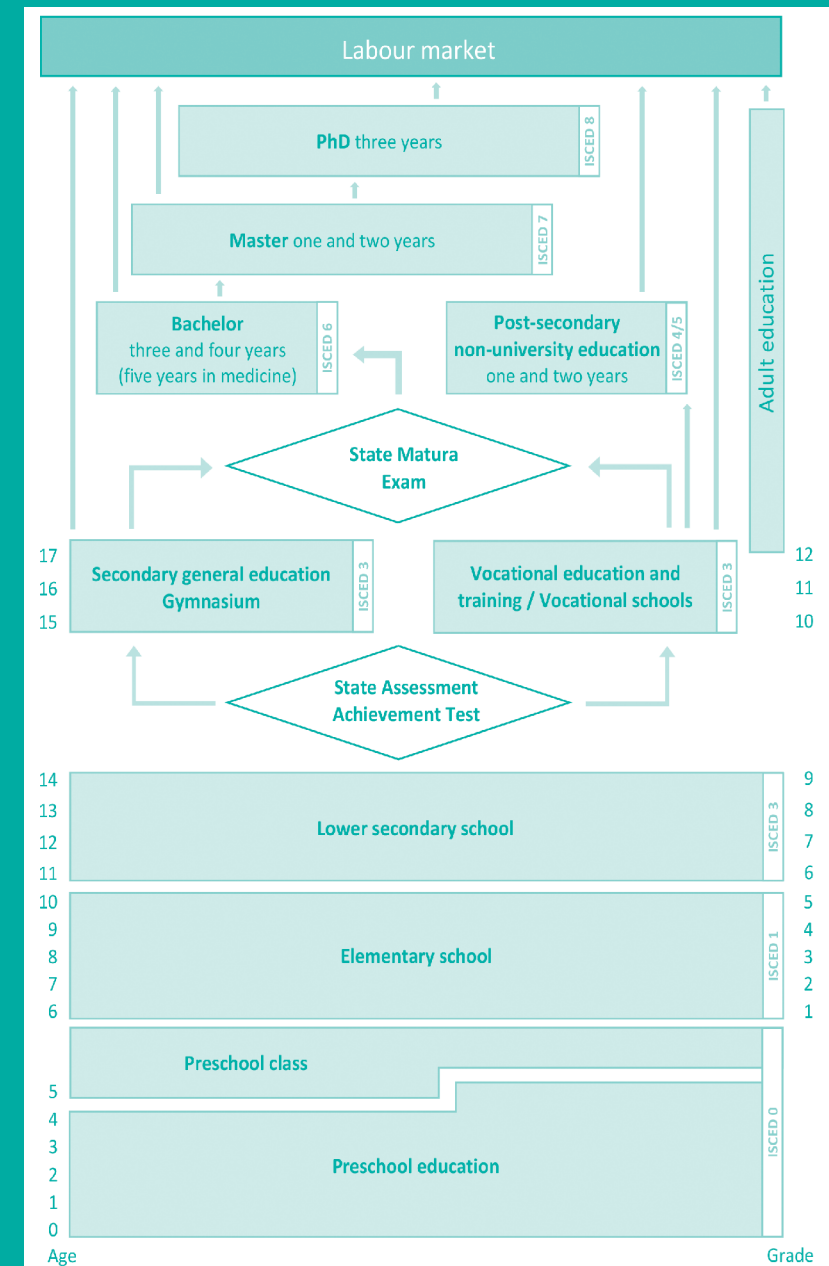 Labour market
PhD three years
ISCED 8
Master one and two years
ISCED 7
Bachelor
three and four years
(five years in medicine)
ISCED 6
Post-secondary
non-university education
one and two years
ISCED 4/5
Adult education
State Matura
Exam
17
16
15
Secondary general education
Gymnasium
ISCED 3
Vocational education and
training / Vocational schools
ISCED 3
12
11
10
State Assessment
Achievement Test
14
13
12
11
Lower secondary school
ISCED 3
9
8
7
6
10
9
8
7
6
Elementary school
ISCED 1
5
4
3
2
1
Preschool class
5
4
3
2
1
0
Preschool education
ISCED 0
Age
Grade